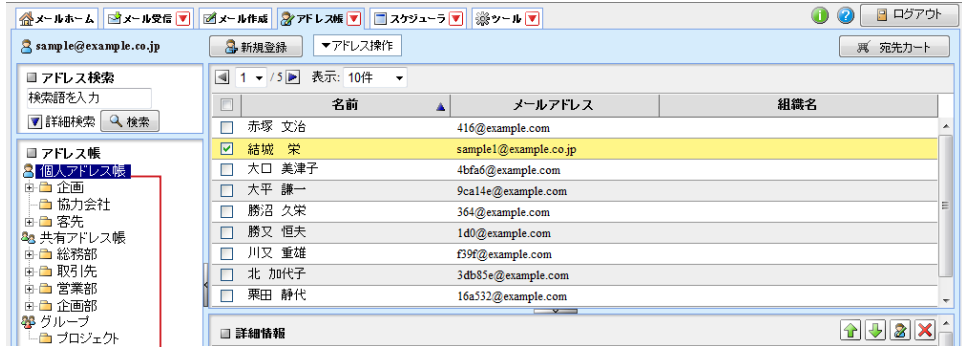 メールホーム メール受信 メール作成 アドレス帳 スケジューラ ツール ログアウト
sample@example.co.jp 新規登録 ▼アドレス操作 宛先カート
アドレス検索
検索語を入力
詳細検索 検索
アドレス帳
個人アドレス帳
企画
協力会社
客先
共有アドレス帳
総務部
取引先
営業部
企画部
グループ
プロジェクト
1 / 5 表示: 10件
名前 メールアドレス 組織名
赤塚 文治 416@example.com
結城 栄 sample1@example.co.jp
大口 美津子 4bfa6@example.com
大平 謙一 9ca14e@example.com
勝沼 久栄 364@example.com
勝又 恒夫 1d0@example.com
川又 重雄 f39f@example.com
北 加代子 3db85e@example.com
栗田 静代 16a532@example.com
詳細情報